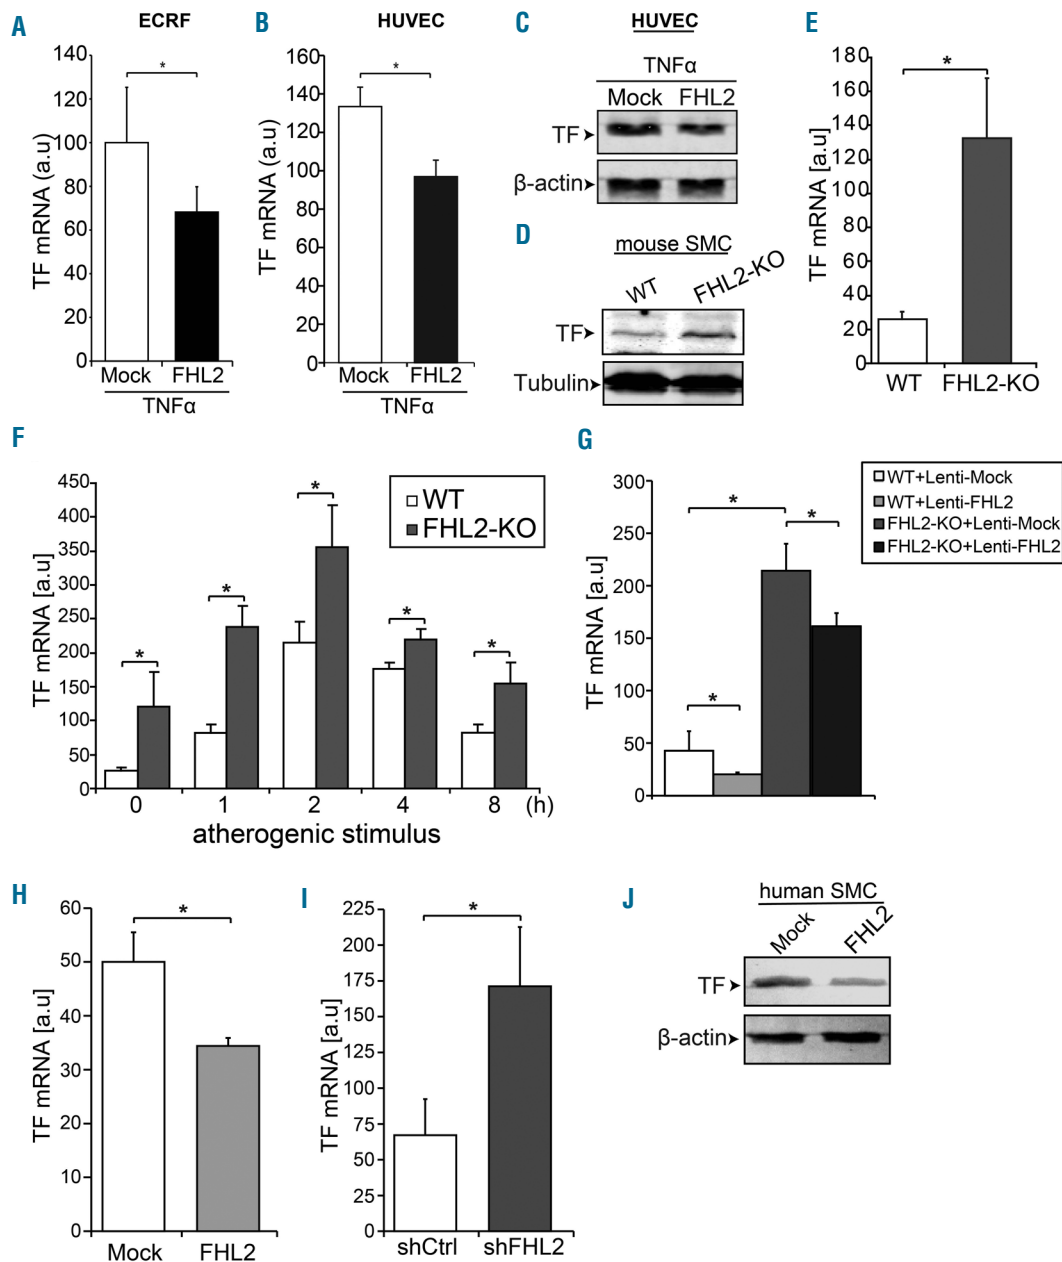 A
ECRF
TF mRNA (a.u)
140
120
100
80
60
40
20
0
*
Mock FHL2
TNFα
B
HUVEC
TF mRNA (a.u)
160
140
120
100
80
60
40
20
0
*
Mock FHL2
TNFα
C
HUVEC
TNFα
Mock FHL2
TF
β-actin
D
mouse SMC
WT FHL2-KO
TF
Tubulin
E
TF mRNA [a.u]
180
160
140
120
100
80
60
40
20
0
*
WT FHL2-KO
F
TF mRNA [a.u]
450
400
350
300
250
200
150
100
50
0
* * * * *
WT
FHL2-KO
0 1 2 4 8 (h)
atherogenic stimulus
G
TF mRNA [a.u]
300
250
200
150
100
50
0
* * *
WT+Lenti-Mock
WT+Lenti-FHL2
FHL2-KO+Lenti-Mock
FHL2-KO+Lenti-FHL2
H
TF mRNA [a.u]
60
50
40
30
20
10
0
*
Mock FHL2
I
TF mRNA [a.u]
225
200
175
150
125
100
75
50
25
0
*
shCtrl shFHL2
J
human SMC
Mock FHL2
TF
β-actin